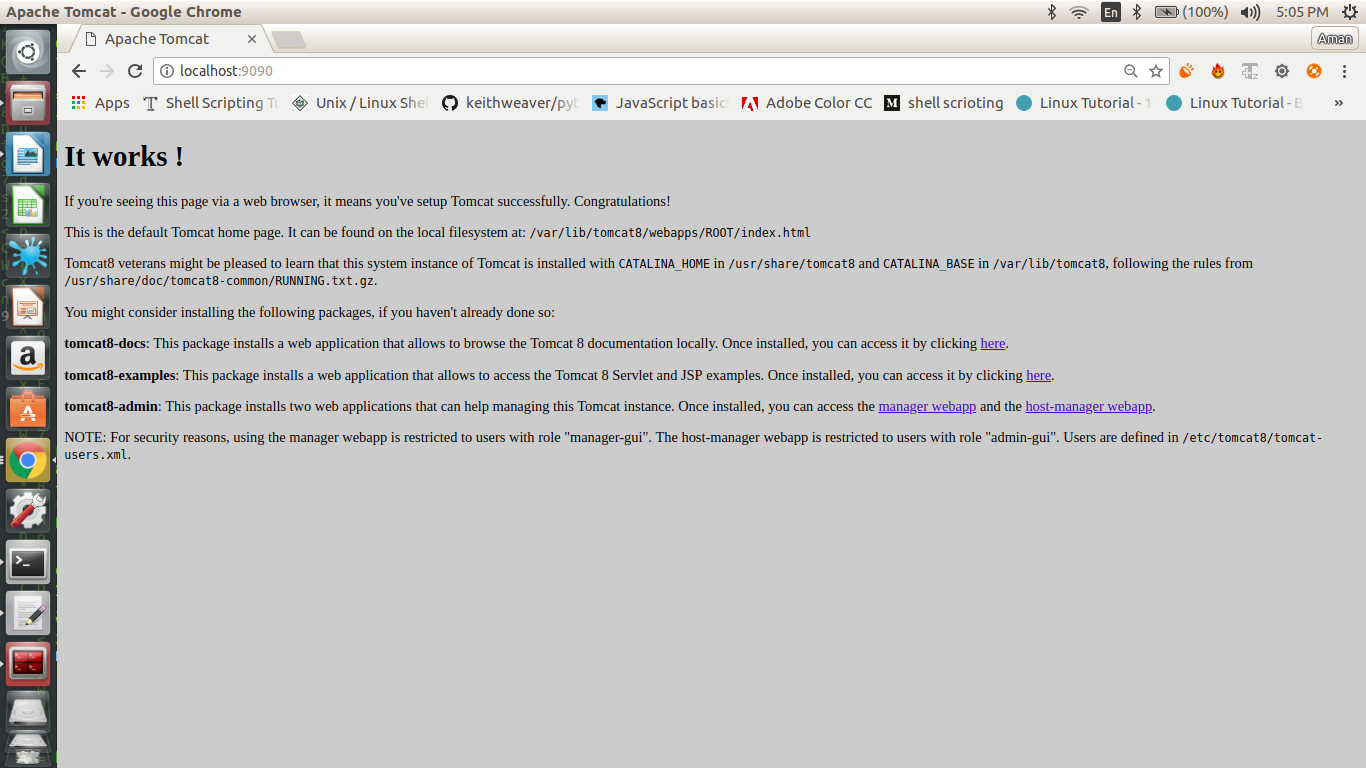 Apache Tomcat - Google Chrome
En
(100%)
5:05 PM
Apache Tomcat
Aman
localhost:9090
Apps
Shell Scripting Tu
Unix / Linux Shel
keithweaver/pyt
JavaScript basics
Adobe Color CC
shell scrioting
Linux Tutorial - 1
Linux Tutorial - B
»
It works !
If you're seeing this page via a web browser, it means you've setup Tomcat successfully. Congratulations!
This is the default Tomcat home page. It can be found on the local filesystem at: /var/lib/tomcat8/webapps/ROOT/index.html
Tomcat8 veterans might be pleased to learn that this system instance of Tomcat is installed with CATALINA_HOME in /usr/share/tomcat8 and CATALINA_BASE in /var/lib/tomcat8, following the rules from
/usr/share/doc/tomcat8-common/RUNNING.txt.gz.
You might consider installing the following packages, if you haven't already done so:
tomcat8-docs: This package installs a web application that allows to browse the Tomcat 8 documentation locally. Once installed, you can access it by clicking here.
tomcat8-examples: This package installs a web application that allows to access the Tomcat 8 Servlet and JSP examples. Once installed, you can access it by clicking here.
tomcat8-admin: This package installs two web applications that can help managing this Tomcat instance. Once installed, you can access the manager webapp and the host-manager webapp.
NOTE: For security reasons, using the manager webapp is restricted to users with role "manager-gui". The host-manager webapp is restricted to users with role "admin-gui". Users are defined in /etc/tomcat8/tomcat-
users.xml.